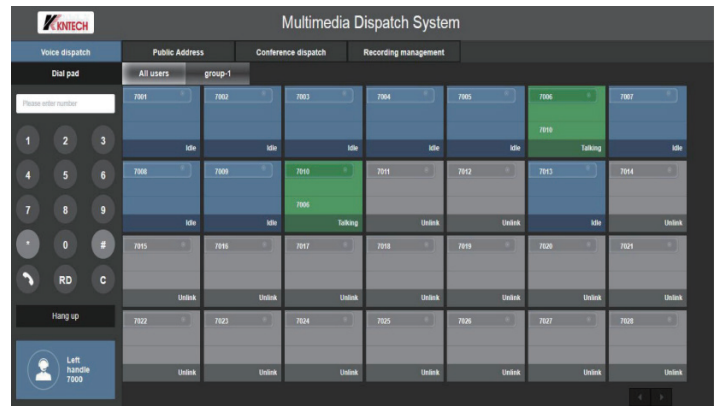 KNTECH
Multimedia Dispatch System
Voice dispatch Public Address Conference dispatch Recording management
Dial pad All users group-1
Please enter number
1 2 3
4 5 6
7 8 9
* 0 #
RD C
Hang up
Left
handle
7000
7001 7002 7003 7004 7005 7006 7007
7010
Idle Idle Idle Idle Idle Talking Idle
7008 7009 7010 7011 7012 7013 7014
7006
Idle Idle Talking Unlink Unlink Idle Unlink
7015 7016 7017 7018 7019 7020 7021
Unlink Unlink Unlink Unlink Unlink Unlink Unlink
7022 7023 7024 7025 7026 7027 7028
Unlink Unlink Unlink Unlink Unlink Unlink Unlink